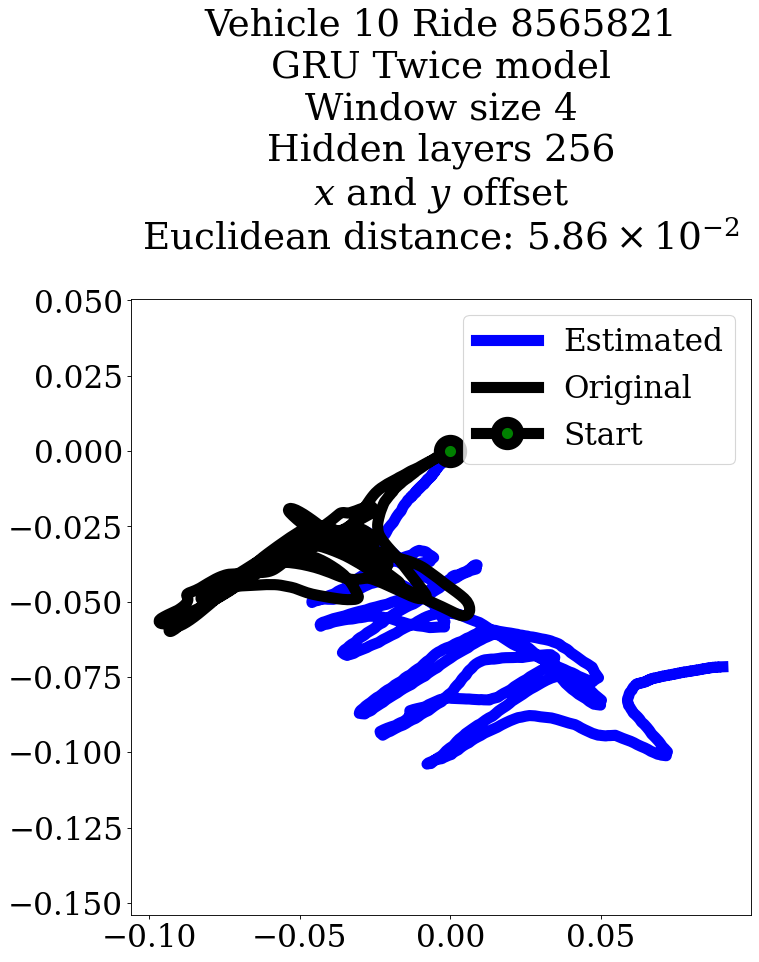 Vehicle 10 Ride 8565821
GRU Twice model
Window size 4
Hidden layers 256
x and y offset
Euclidean distance: 5.86 × 10⁻²
0.050
0.025
0.000
−0.025
−0.050
−0.075
−0.100
−0.125
−0.150
Estimated
Original
Start
−0.10
−0.05
0.00
0.05